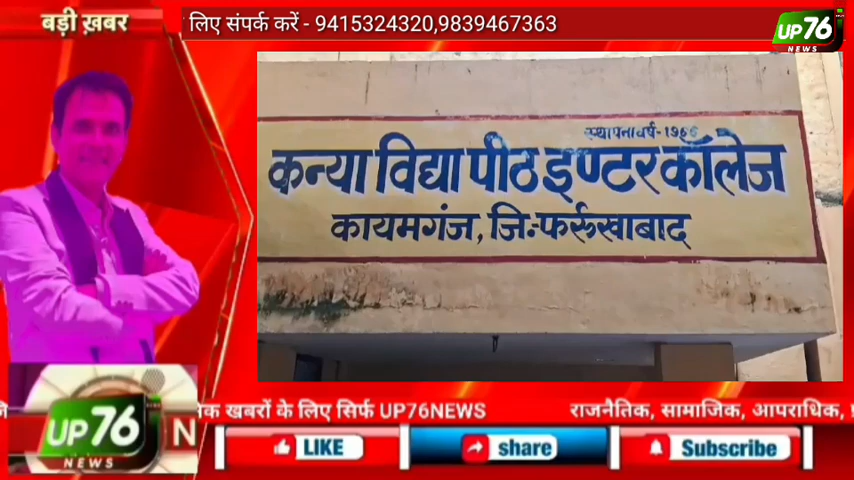 बड़ी ख़बर
लिए संपर्क करें - 9415324320,9839467363
UP76
NEWS
स्थापना वर्ष-
कन्या विद्या पीठ इण्टर कॉलेज
कायमगंज, जि:-फर्रूखाबाद
खबरों के लिए सिर्फ UP76NEWS
राजनैतिक, सामाजिक, आपराधिक,
UP76
NEWS
N
LIKE
share
Subscribe